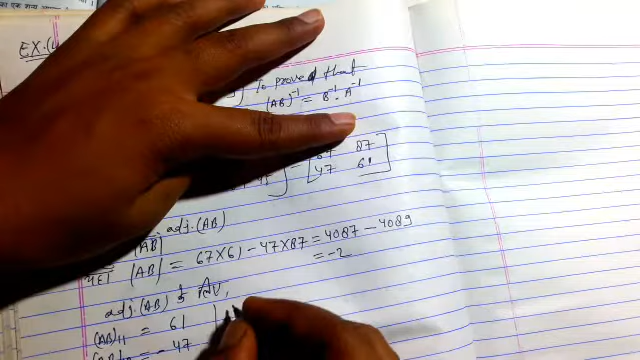 EX.(
To prove that
(AB)⁻¹ = B⁻¹. A⁻¹
= [67 87
47 61]
adj.(AB)
|AB|
|AB| = 67×61 - 47×87 = 4087 - 4089
= -2
adj.(AB) के लिए,
(AB)₁₁ = 61
= -47